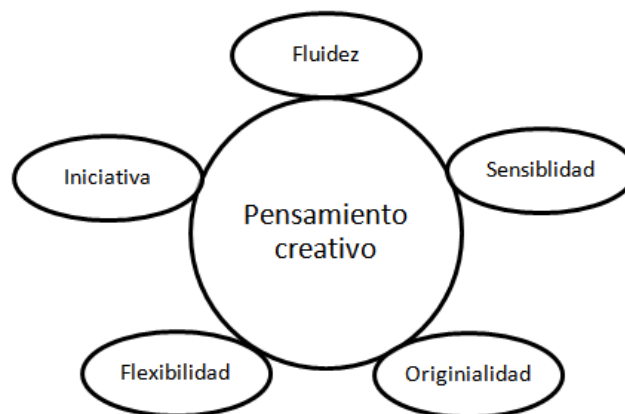 Fluidez
Iniciativa
Sensiblidad
Pensamiento
creativo
Flexibilidad
Originialidad